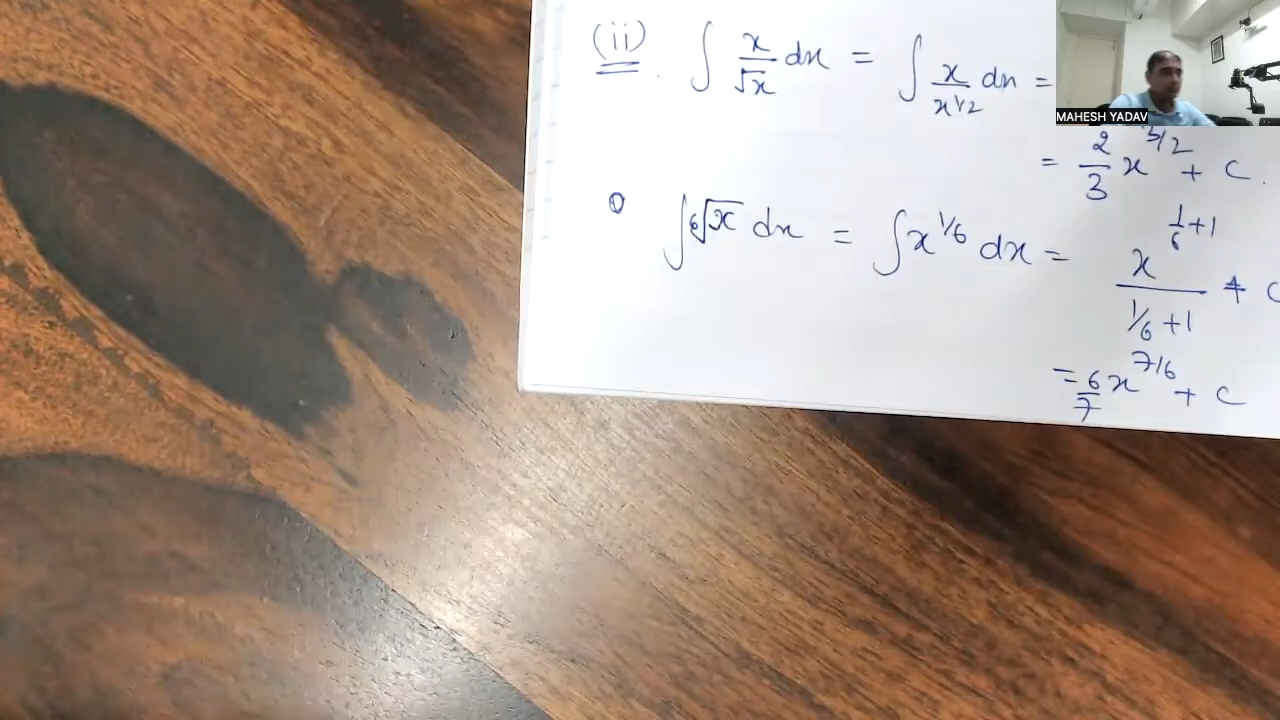 (ii). ∫ x/√x dx = ∫ x/x^1/2 dx =
MAHESH YADAV
= 2/3 x^3/2 + C.
∫ ⁶√x dx = ∫ x^1/6 dx = x^(1/6 + 1)/(1/6 + 1) + C
= 6/7 x^7/6 + C